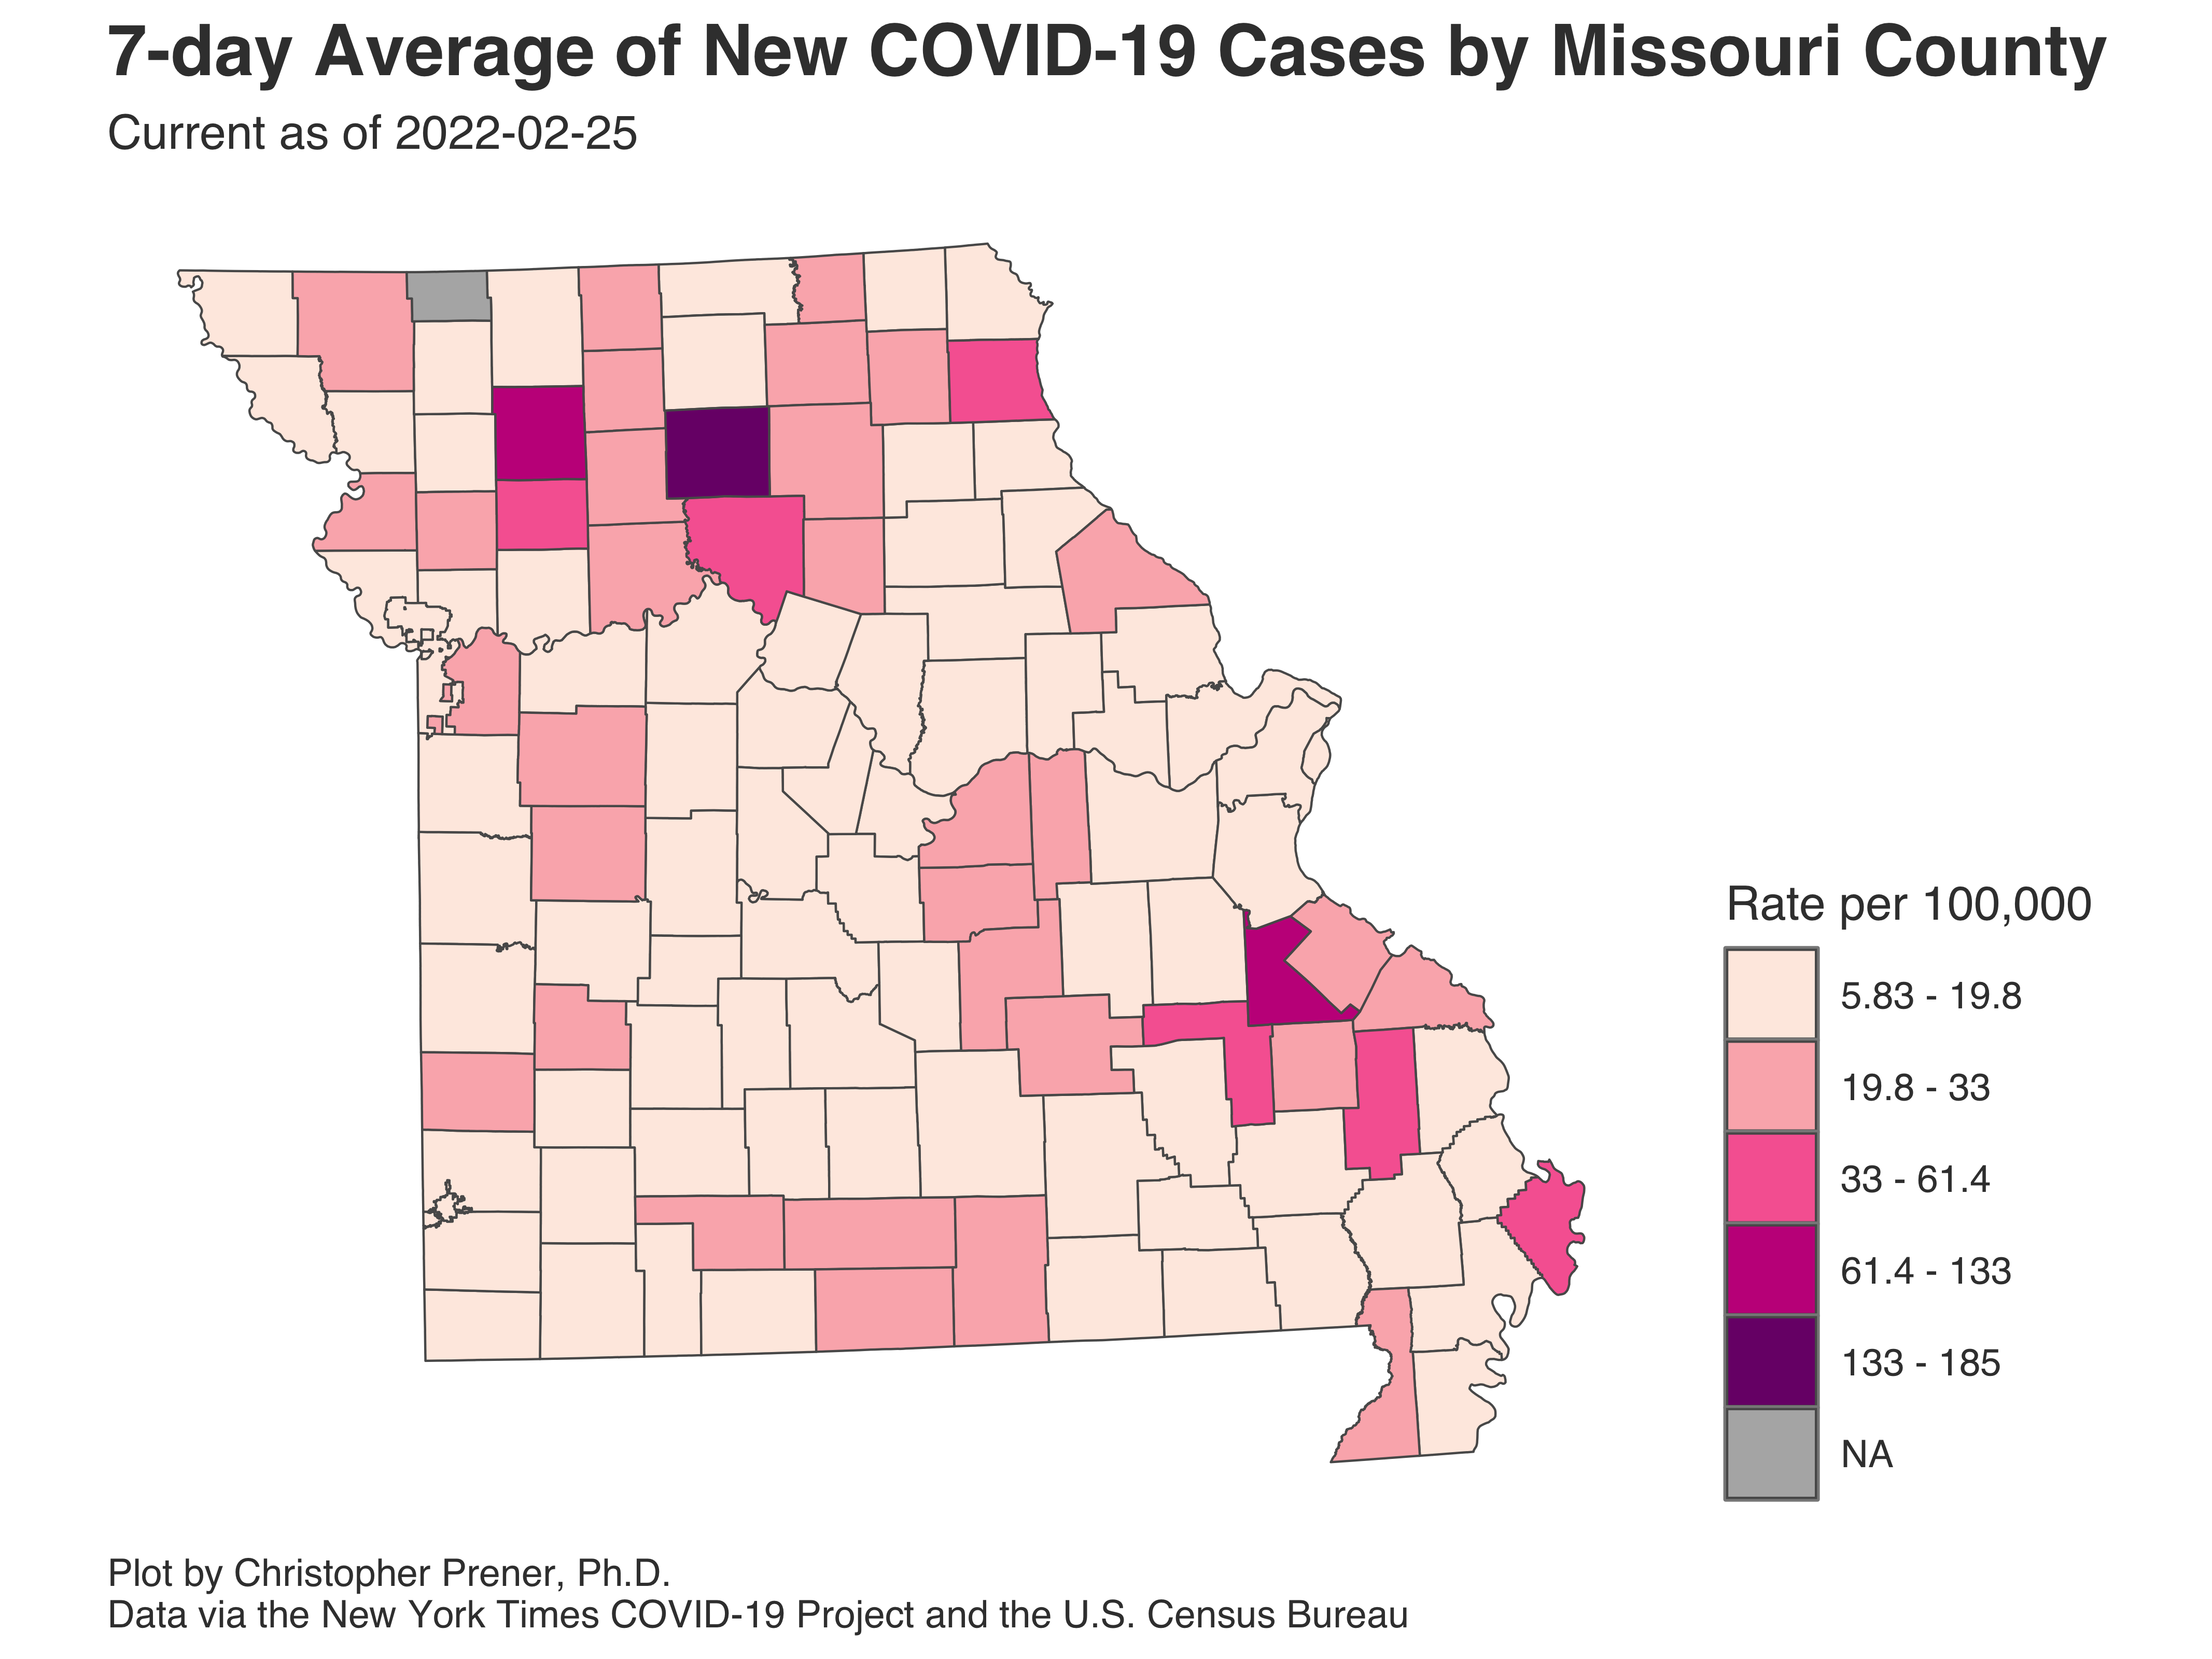 7-day Average of New COVID-19 Cases by Missouri County
Current as of 2022-02-25
Rate per 100,000
5.83 - 19.8
19.8 - 33
33 - 61.4
61.4 - 133
133 - 185
NA
Plot by Christopher Prener, Ph.D.
Data via the New York Times COVID-19 Project and the U.S. Census Bureau